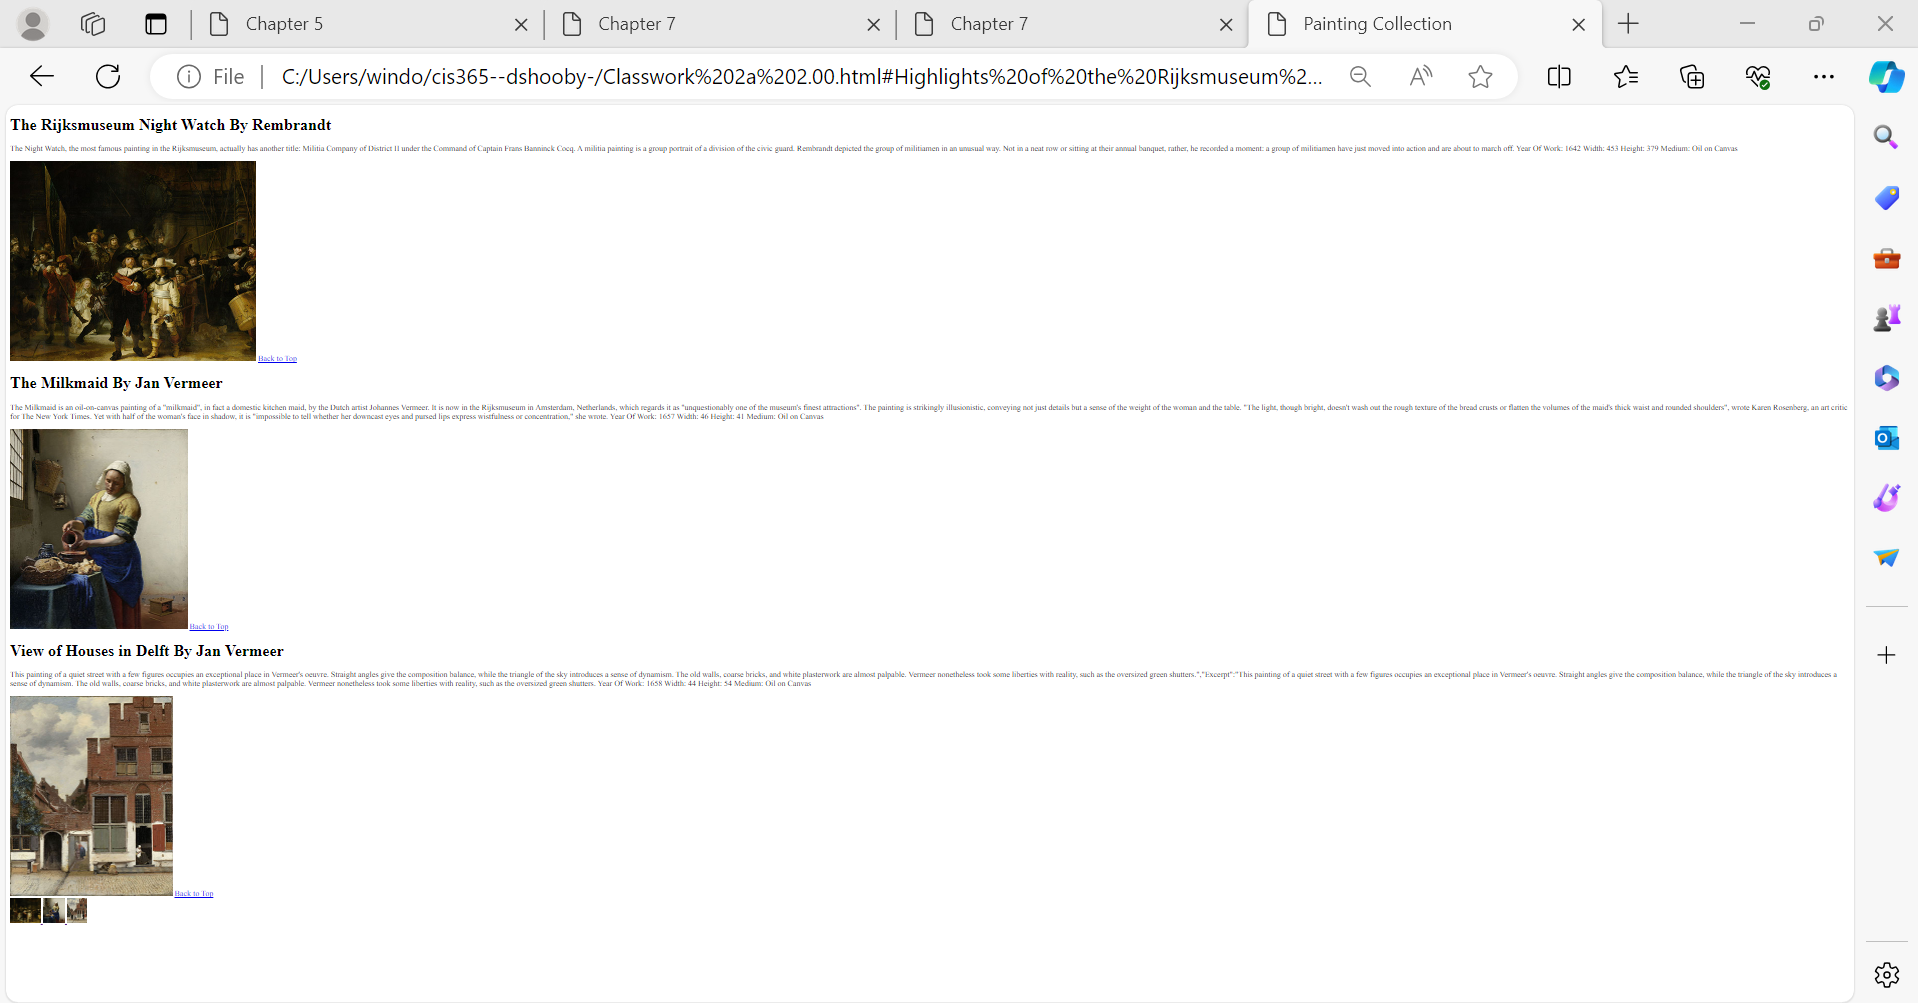 Chapter 5
Chapter 7
Chapter 7
Painting Collection
File
C:/Users/windo/cis365--dshooby-/Classwork%202a%202.00.html#Highlights%20of%20the%20Rijksmuseum%2...
The Rijksmuseum Night Watch By Rembrandt
The Night Watch, the most famous painting in the Rijksmuseum, actually has another title: Militia Company of District II under the Command of Captain Frans Banninck Cocq. A militia painting is a group portrait of a division of the civic guard. Rembrandt depicted the group of militiamen in an unusual way. Not in a neat row or sitting at their annual banquet, rather, he recorded a moment: a group of militiamen have just moved into action and are about to march off. Year Of Work: 1642 Width: 453 Height: 379 Medium: Oil on Canvas
Back to Top
The Milkmaid By Jan Vermeer
The Milkmaid is an oil-on-canvas painting of a "milkmaid", in fact a domestic kitchen maid, by the Dutch artist Johannes Vermeer. It is now in the Rijksmuseum in Amsterdam, Netherlands, which regards it as "unquestionably one of the museum's finest attractions". The painting is strikingly illusionistic, conveying not just details but a sense of the weight of the woman and the table. "The light, though bright, doesn't wash out the rough texture of the bread crusts or flatten the volumes of the maid's thick waist and rounded shoulders", wrote Karen Rosenberg, an art critic
for The New York Times. Yet with half of the woman's face in shadow, it is "impossible to tell whether her downcast eyes and pursed lips express wistfulness or concentration," she wrote. Year Of Work: 1657 Width: 46 Height: 41 Medium: Oil on Canvas
Back to Top
View of Houses in Delft By Jan Vermeer
This painting of a quiet street with a few figures occupies an exceptional place in Vermeer's oeuvre. Straight angles give the composition balance, while the triangle of the sky introduces a sense of dynamism. The old walls, coarse bricks, and white plasterwork are almost palpable. Vermeer nonetheless took some liberties with reality, such as the oversized green shutters.","Excerpt":"This painting of a quiet street with a few figures occupies an exceptional place in Vermeer's oeuvre. Straight angles give the composition balance, while the triangle of the sky introduces a
sense of dynamism. The old walls, coarse bricks, and white plasterwork are almost palpable. Vermeer nonetheless took some liberties with reality, such as the oversized green shutters. Year Of Work: 1658 Width: 44 Height: 54 Medium: Oil on Canvas
Back to Top